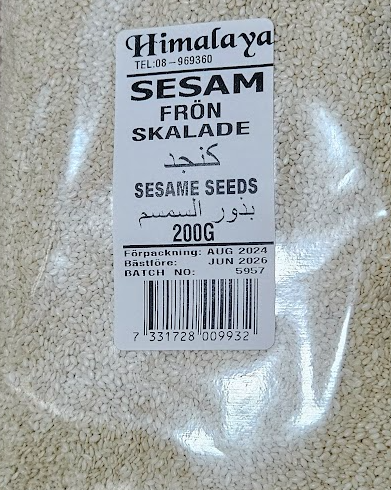 Himalaya
TEL:08-969360
SESAM
FRÖN
SKALADE
كنجد
SESAME SEEDS
بذور السمسم
200G
Förpackning: AUG 2024
Bästföre: JUN 2026
BATCH NO: 5957
7 331728 009932